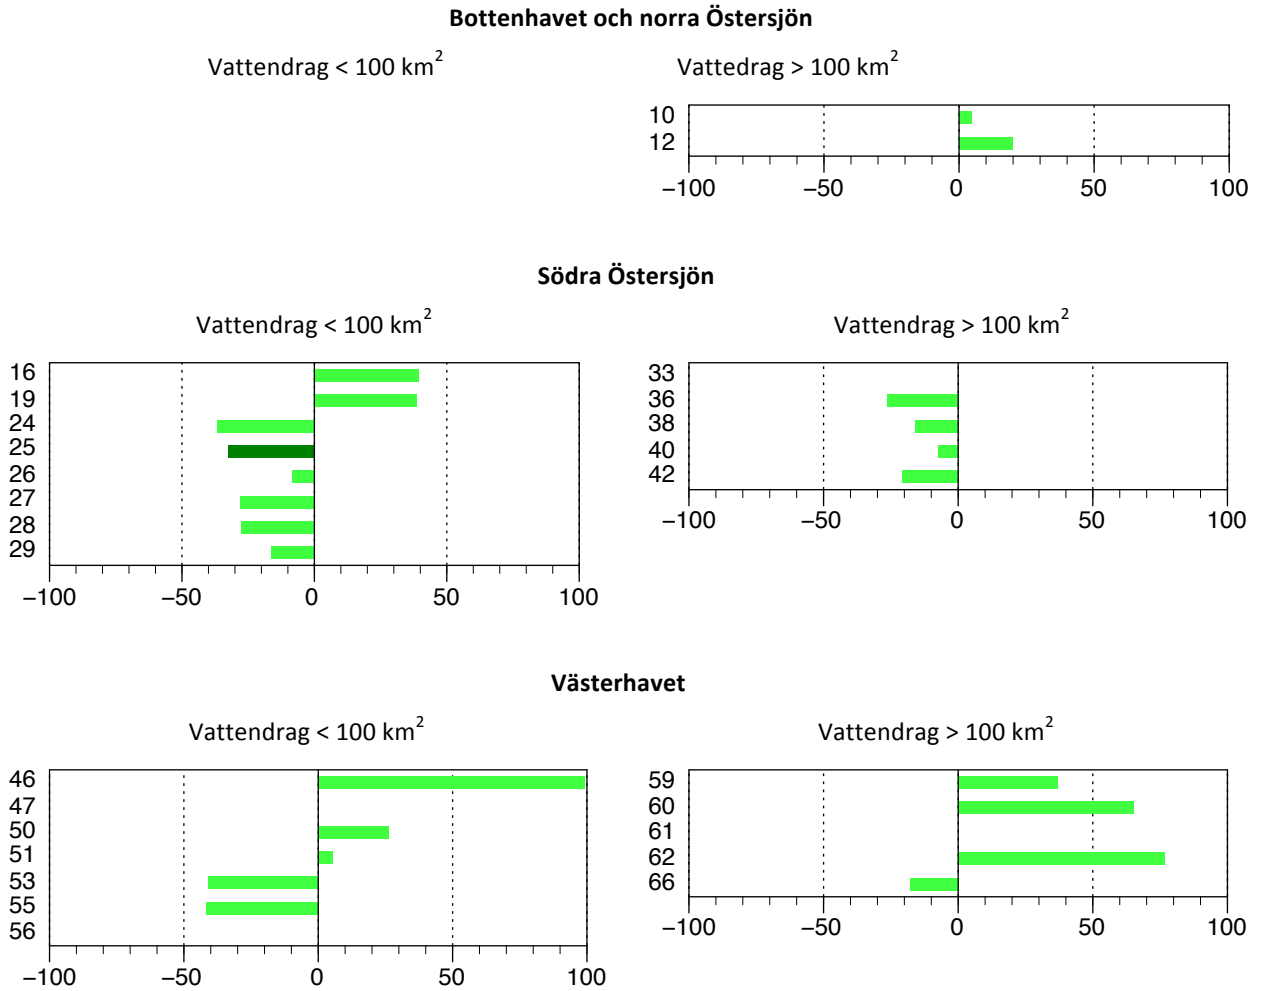 Bottenhavet och norra Östersjön
Vattendrag < 100 km²
Vattedrag > 100 km²
10
12
−100 −50 0 50 100
Södra Östersjön
Vattendrag < 100 km²
16
19
24
25
26
27
28
29
−100 −50 0 50 100
Vattendrag > 100 km²
33
36
38
40
42
−100 −50 0 50 100
Västerhavet
Vattendrag < 100 km²
46
47
50
51
53
55
56
−100 −50 0 50 100
Vattendrag > 100 km²
59
60
61
62
66
−100 −50 0 50 100